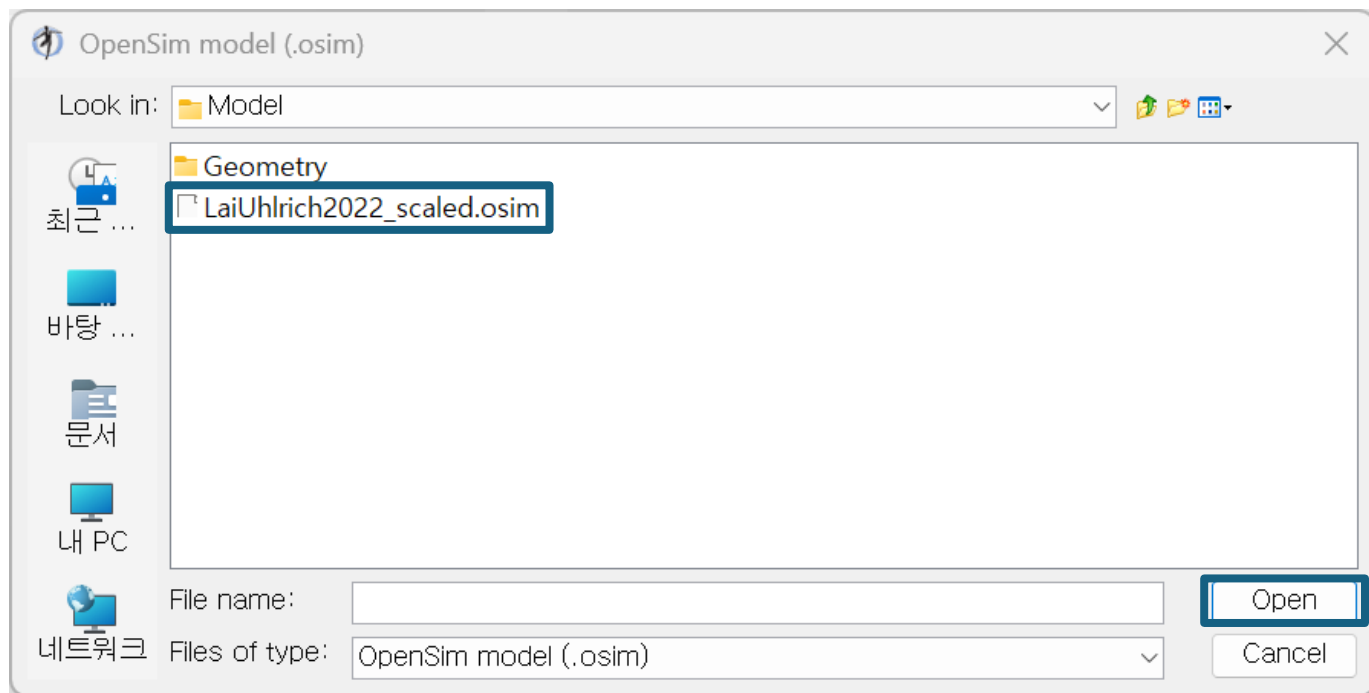 OpenSim model (.osim)
Look in: Model
Geometry
LaiUhlrich2022_scaled.osim
최근 ...
바탕 ...
문서
내 PC
네트워크
File name:
Open
Files of type: OpenSim model (.osim)
Cancel